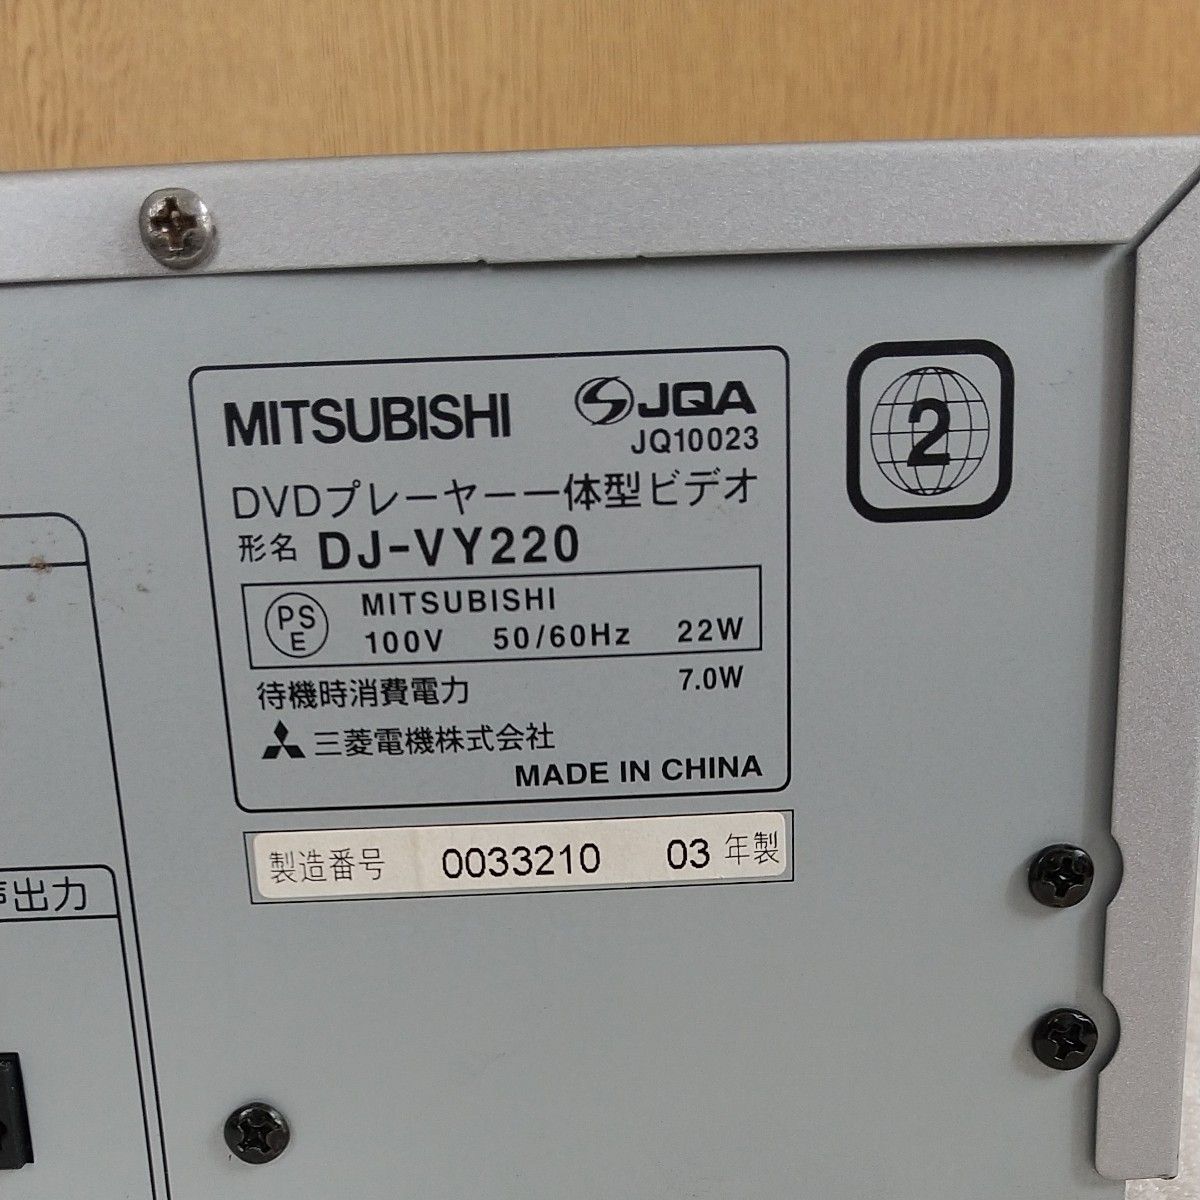 MITSUBISHI
JQA
JQ10023
DVDプレーヤー一体型ビデオ
形名 DJ-VY220
PS
E
MITSUBISHI
100V 50/60Hz 22W
待機時消費電力 7.0W
三菱電機株式会社
MADE IN CHINA
2
製造番号 0033210 03年製
声出力